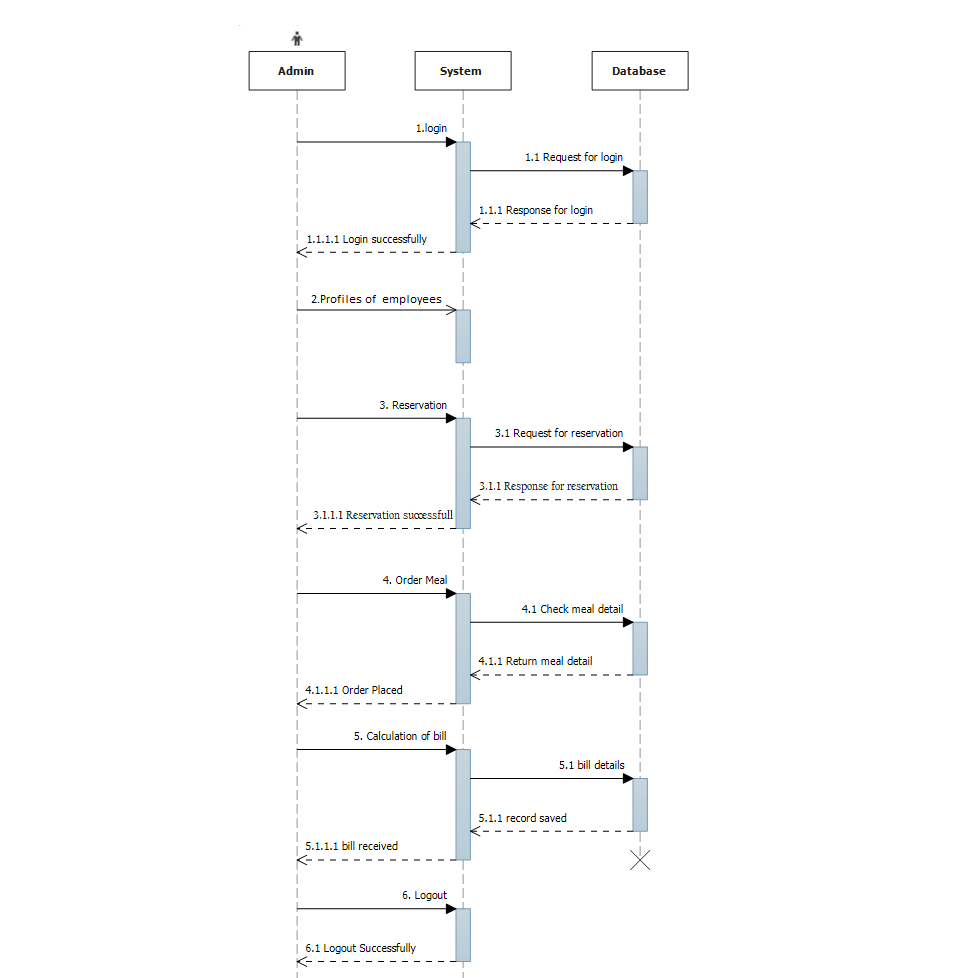 Admin
System
Database
1.login
1.1 Request for login
1.1.1 Response for login
1.1.1.1 Login successfully
2.Profiles of employees
3. Reservation
3.1 Request for reservation
3.1.1 Response for reservation
3.1.1.1 Reservation successfull
4. Order Meal
4.1 Check meal detail
4.1.1 Return meal detail
4.1.1.1 Order Placed
5. Calculation of bill
5.1 bill details
5.1.1 record saved
5.1.1.1 bill received
6. Logout
6.1 Logout Successfully